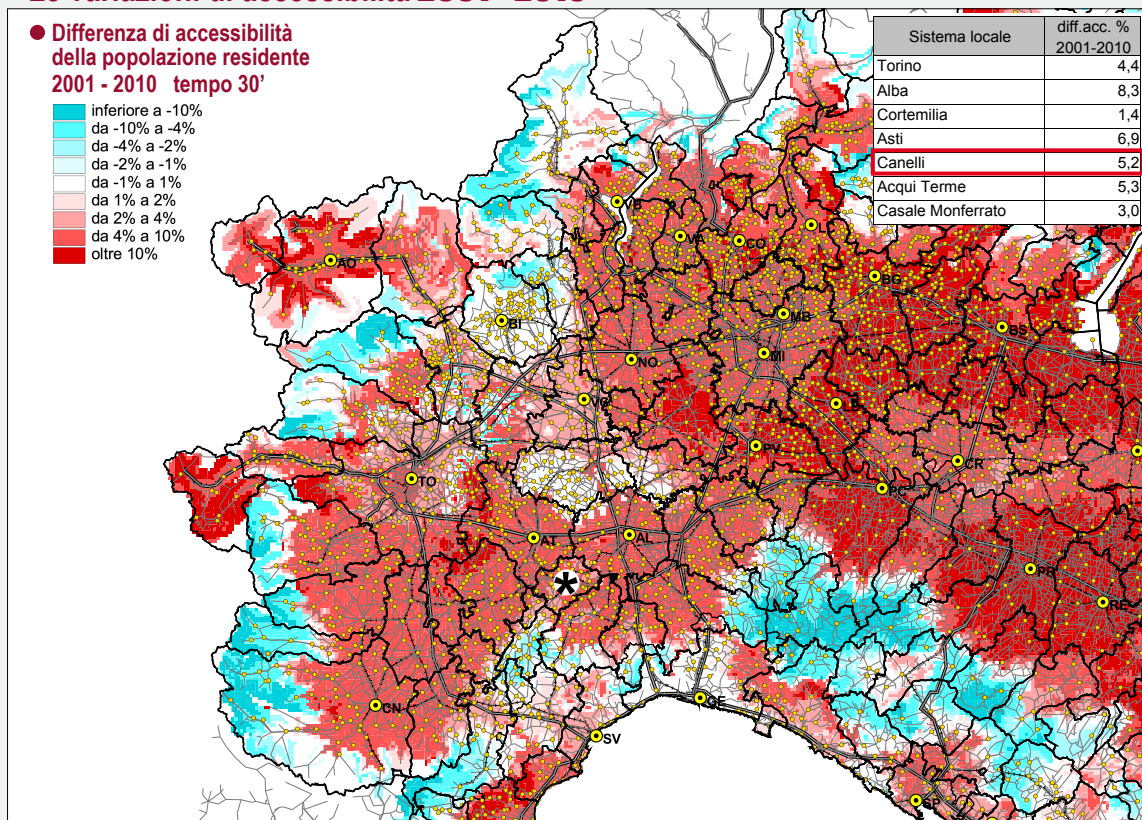 ● Differenza di accessibilità
della popolazione residente
2001 - 2010 tempo 30'
inferiore a -10%
da -10% a -4%
da -4% a -2%
da -2% a -1%
da -1% a 1%
da 1% a 2%
da 2% a 4%
da 4% a 10%
oltre 10%
Sistema locale diff.acc. % 2001-2010
Torino 4,4
Alba 8,3
Cortemilia 1,4
Asti 6,9
Canelli 5,2
Acqui Terme 5,3
Casale Monferrato 3,0
VB
VA
CO
AO
BG
BI
MB
BS
NO
MI
PV
CR
TO
AT
AL
*
PR
RE
CN
GE
SV
SP